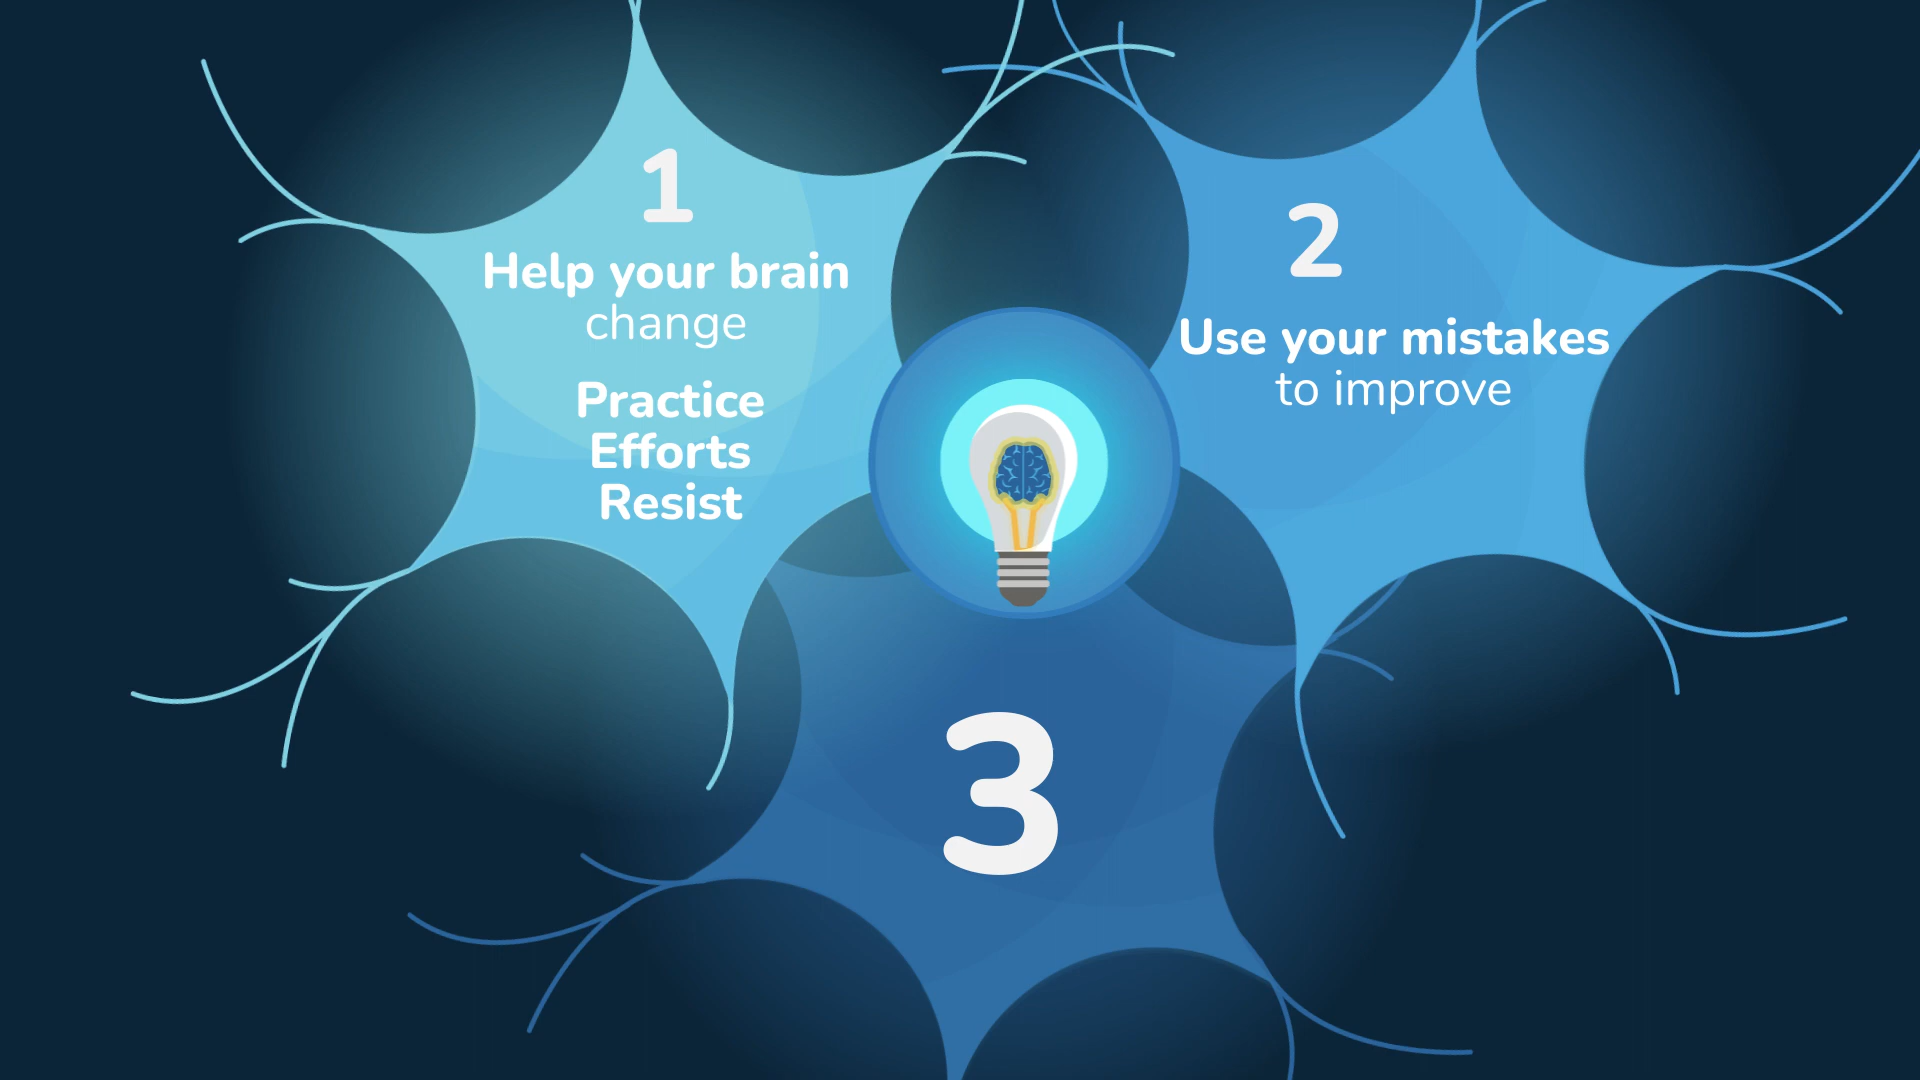 1
Help your brain
change
Practice
Efforts
Resist
2
Use your mistakes
to improve
3